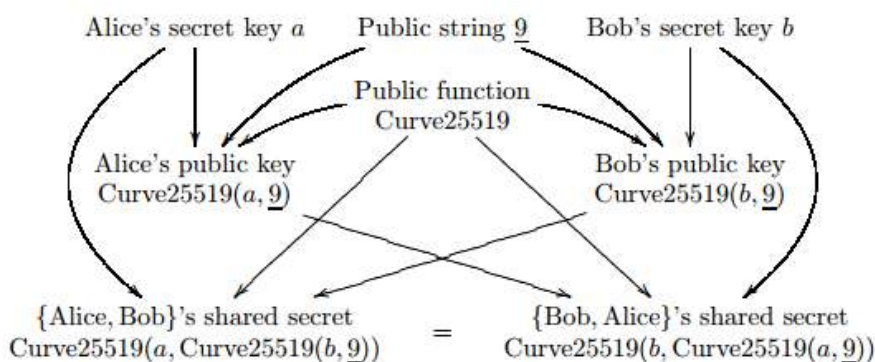 Alice's secret key a Public string 9 Bob's secret key b
Public function
Curve25519
Alice's public key
Curve25519(a, 9)
Bob's public key
Curve25519(b, 9)
{Alice, Bob}'s shared secret
Curve25519(a, Curve25519(b, 9))
=
{Bob, Alice}'s shared secret
Curve25519(b, Curve25519(a, 9))